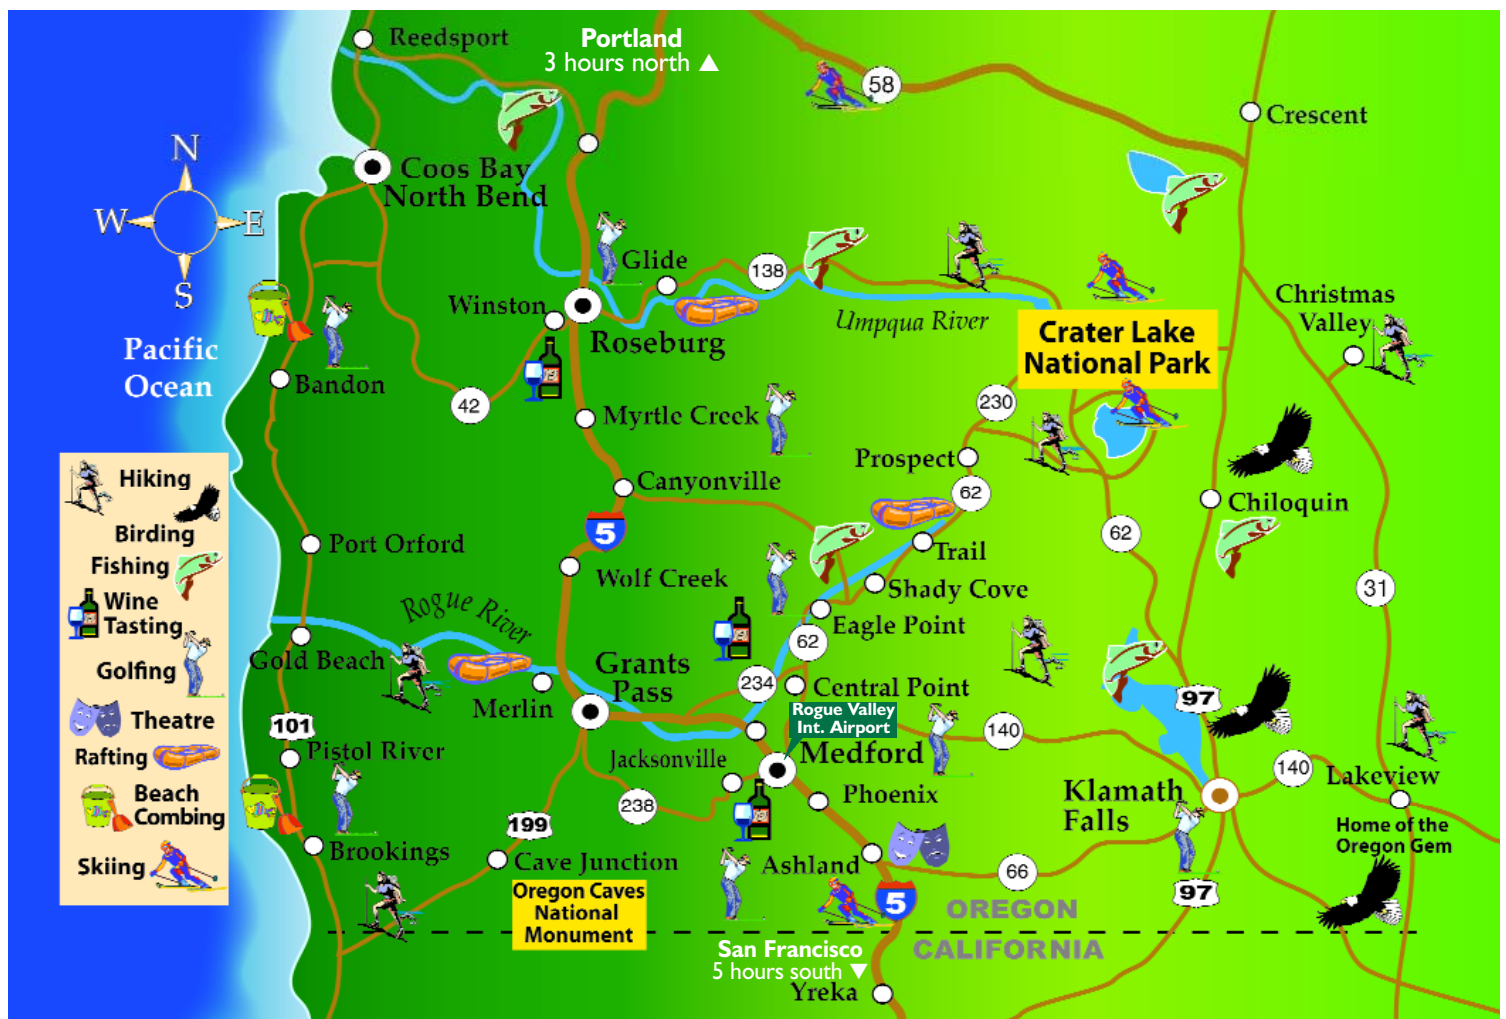 Reedsport
Portland
3 hours north ▲
58
Crescent
N
W
E
S
Coos Bay
North Bend
Glide
138
Winston
Roseburg
Umpqua River
Christmas
Valley
Crater Lake
National Park
Pacific
Ocean
Bandon
42
Myrtle Creek
230
Prospect
62
Canyonville
5
Chiloquin
62
Hiking
Birding
Fishing
Wine
Tasting
Golfing
Theatre
Rafting
Beach
Combing
Skiing
Port Orford
Wolf Creek
Trail
Shady Cove
Eagle Point
31
Rogue River
Gold Beach
62
Grants
Pass
Merlin
234
Central Point
Rogue Valley
Int. Airport
Medford
97
140
101
Pistol River
Jacksonville
Phoenix
Klamath
Falls
140
Lakeview
Home of the
Oregon Gem
238
199
Brookings
Cave Junction
Ashland
66
97
Oregon Caves
National
Monument
5
OREGON
CALIFORNIA
San Francisco
5 hours south ▼
Yreka